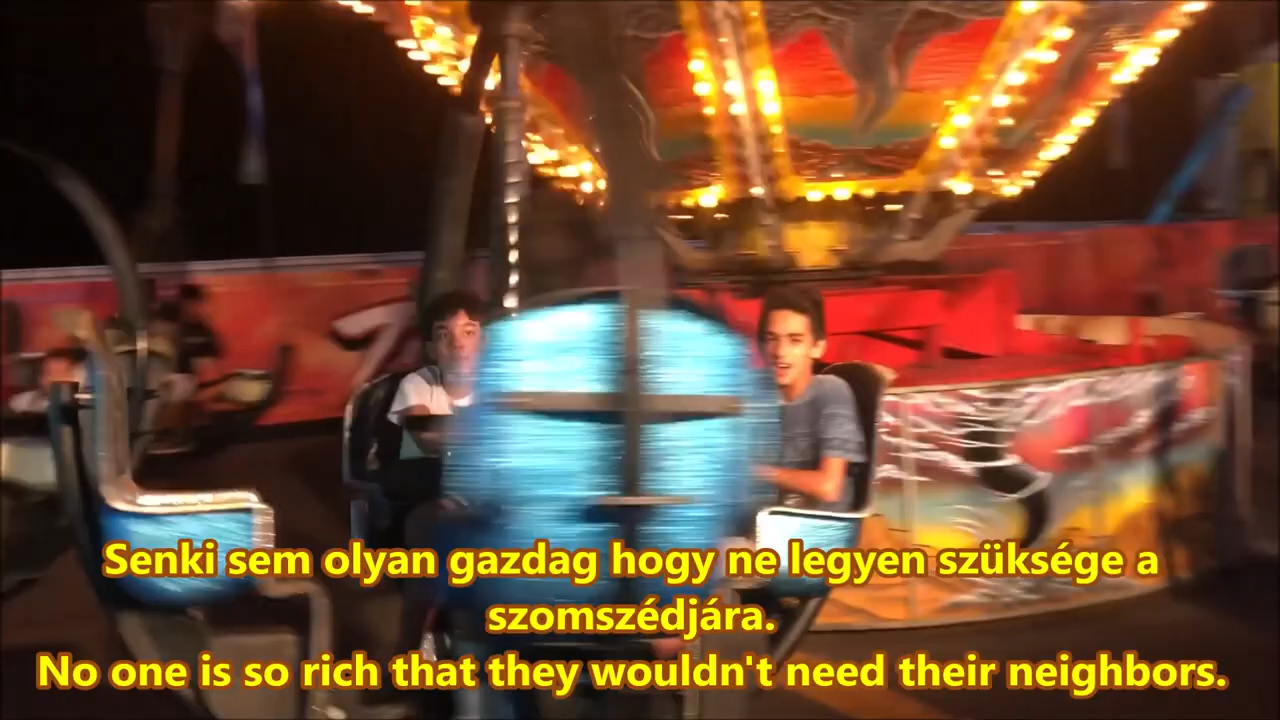 Senki sem olyan gazdag hogy ne legyen szüksége a
szomszédjára.
No one is so rich that they wouldn't need their neighbors.